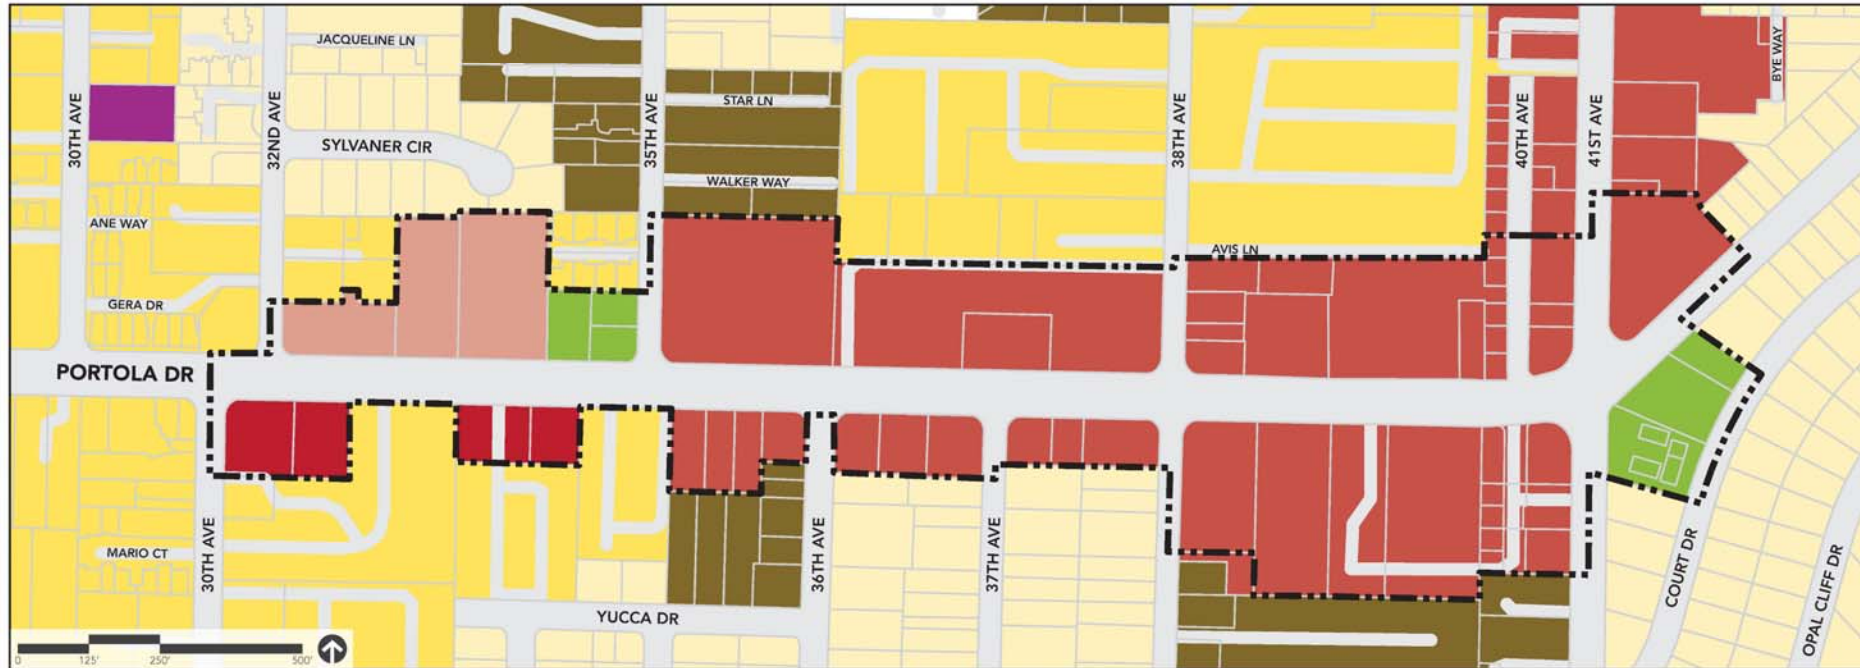 JACQUELINE LN
BYE WAY
30TH AVE
32ND AVE
35TH AVE
STAR LN
38TH AVE
40TH AVE
41ST AVE
SYLVANER CIR
WALKER WAY
ANE WAY
AVIS LN
GERA DR
PORTOLA DR
30TH AVE
MARIO CT
36TH AVE
37TH AVE
COURT DR
OPAL CLIFF DR
YUCCA DR
0 125' 250' 500'